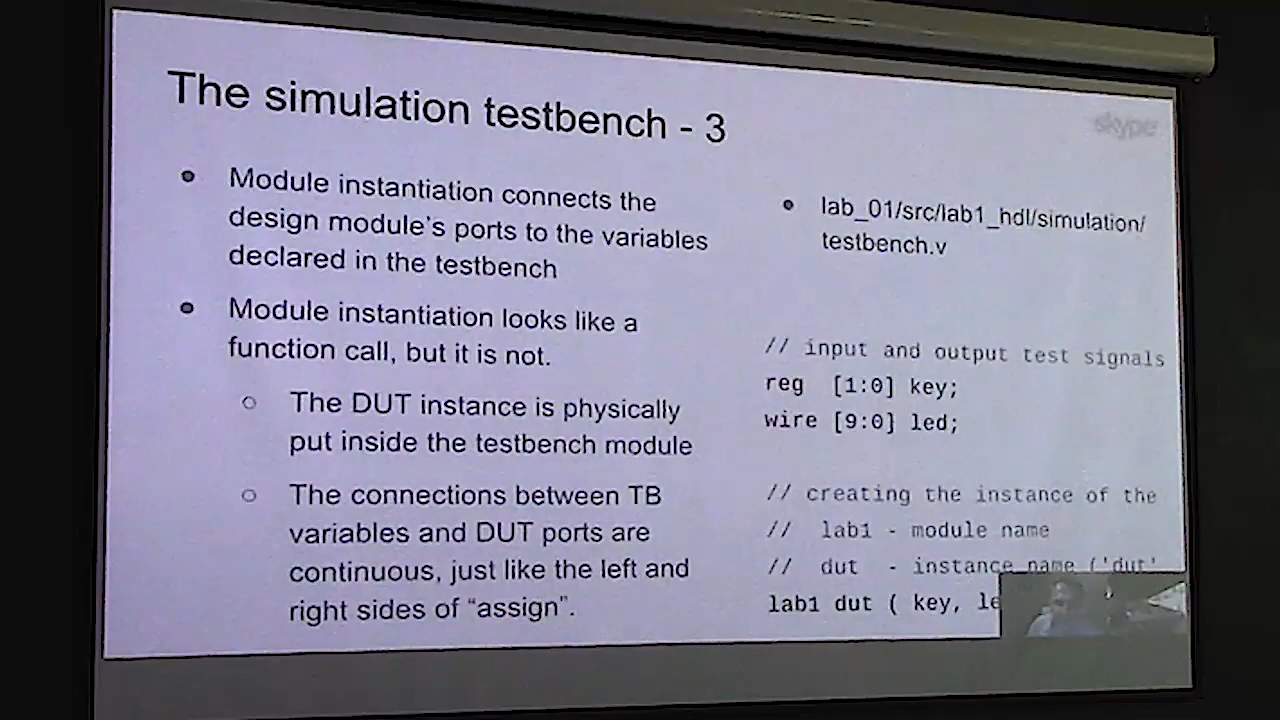 The simulation testbench - 3
skype
● Module instantiation connects the
design module's ports to the variables
declared in the testbench
● Module instantiation looks like a
function call, but it is not.
○ The DUT instance is physically
put inside the testbench module
○ The connections between TB
variables and DUT ports are
continuous, just like the left and
right sides of “assign”.
● lab_01/src/lab1_hdl/simulation/
testbench.v
// input and output test signals
reg [1:0] key;
wire [9:0] led;
// creating the instance of the
// lab1 - module name
// dut - instance name ('dut'
lab1 dut ( key, le